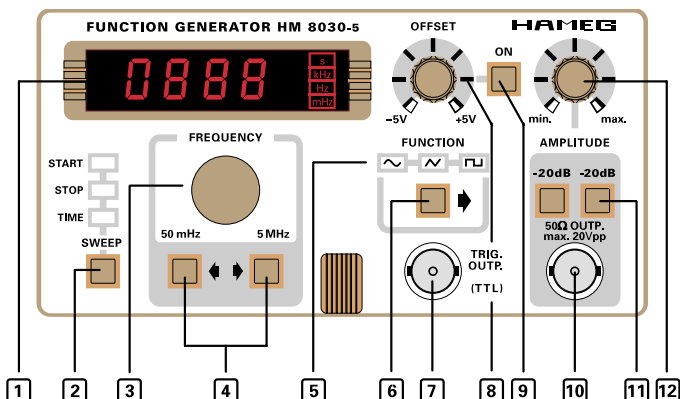 FUNCTION GENERATOR HM 8030-5
OFFSET
HAMEG
0888
s
kHz
Hz
mHz
ON
-5V
+5V
min.
max.
FREQUENCY
FUNCTION
AMPLITUDE
START
STOP
TIME
SWEEP
-20dB
-20dB
50 mHz
5 MHz
50Ω OUTP.
max. 20Vpp
TRIG.
OUTP.
(TTL)
1
2
3
4
5
6
7
8
9
10
11
12